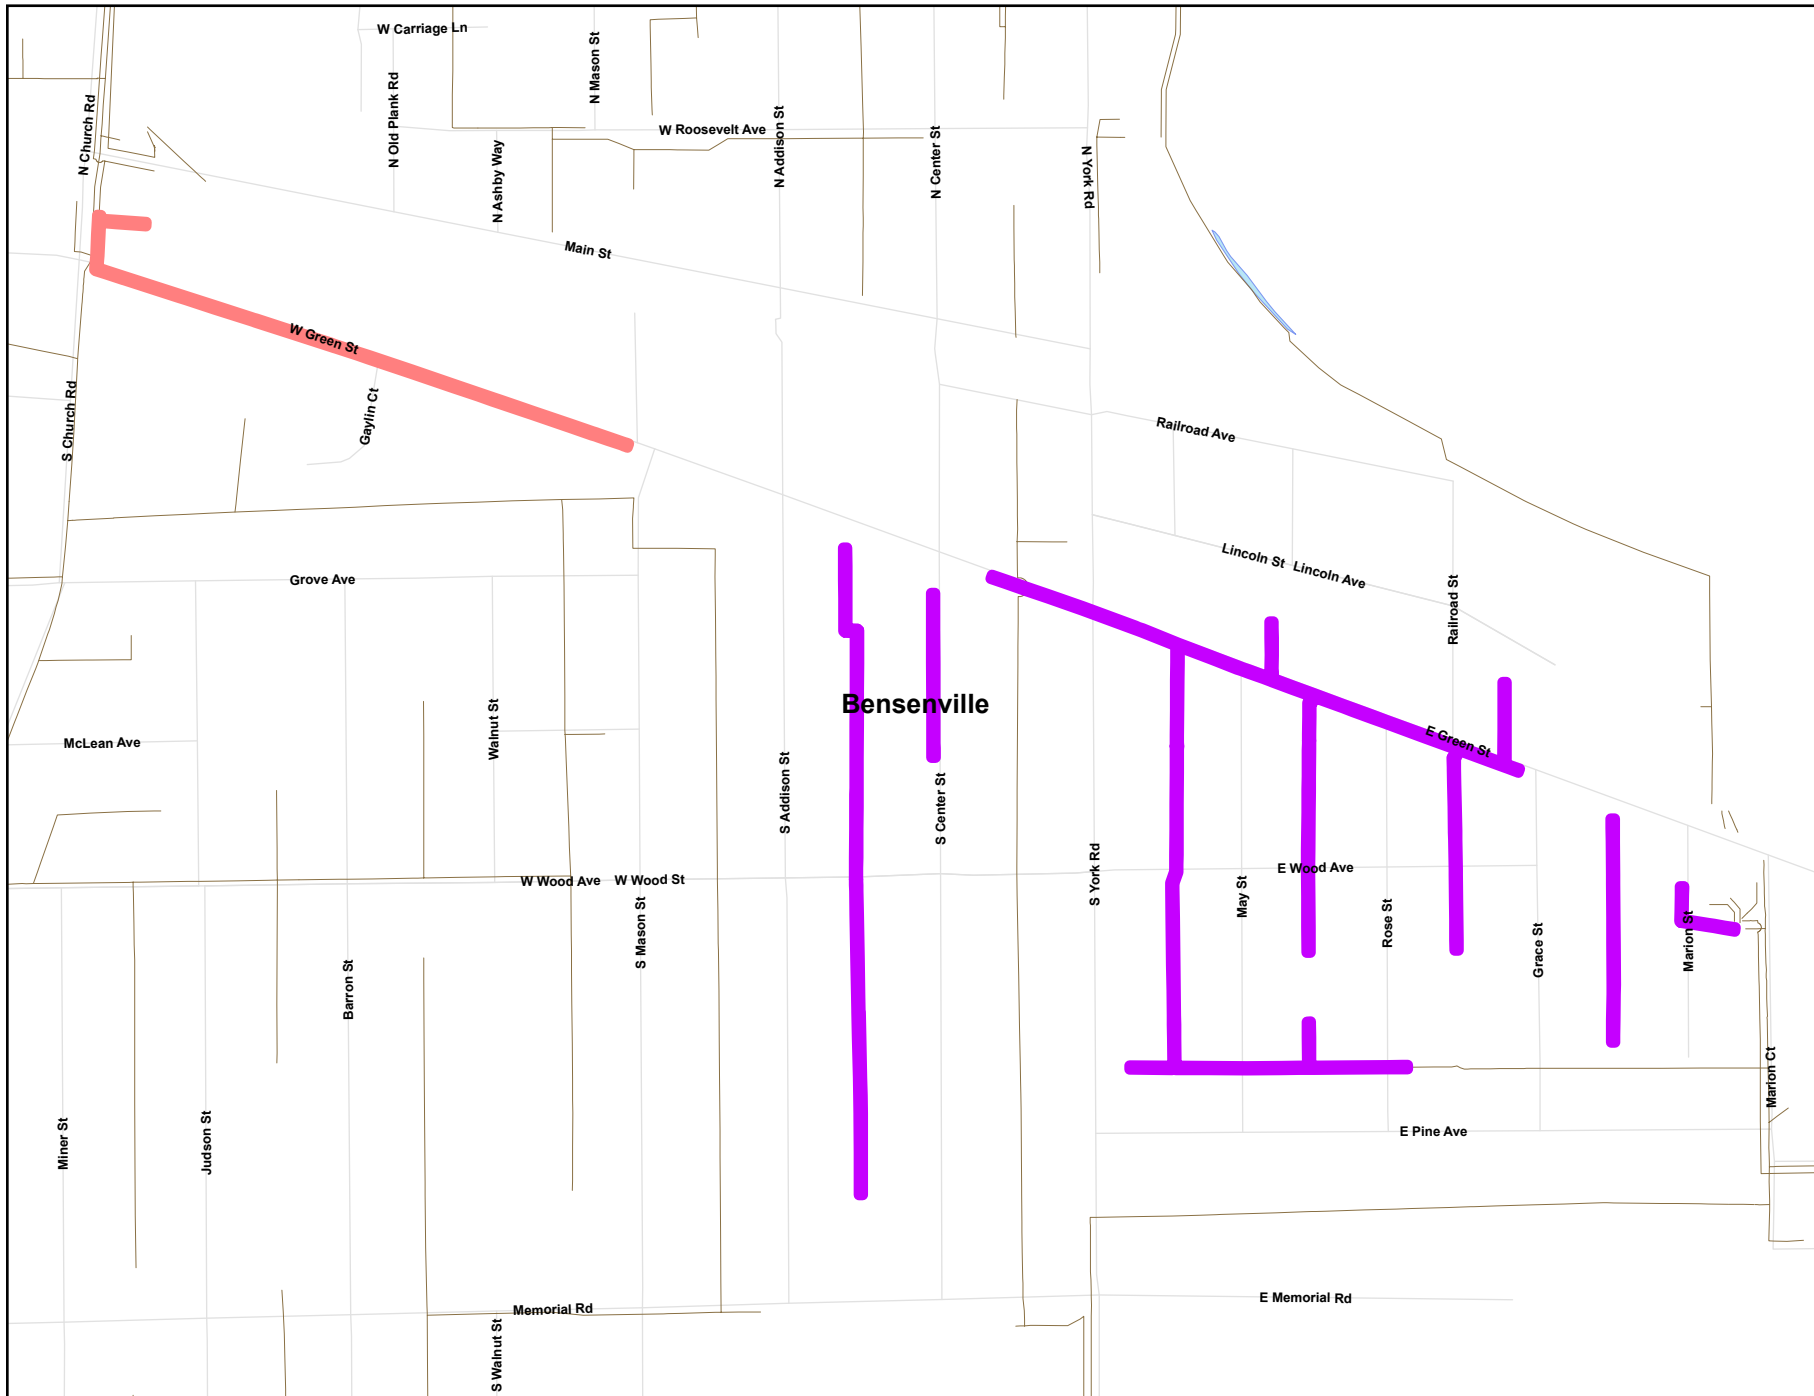 W Carriage Ln
N Mason St
N Old Plank Rd
N Church Rd
W Roosevelt Ave
N Addison St
N Center St
N Ashby Way
N York Rd
Main St
W Green St
Gaylin Ct
S Church Rd
Railroad Ave
Lincoln St
Lincoln Ave
Railroad St
Grove Ave
Bensenville
Walnut St
McLean Ave
E Green St
S Addison St
S Center St
S York Rd
E Wood Ave
W Wood Ave
W Wood St
May St
Rose St
S Mason St
Grace St
Marion St
Barron St
Marion Ct
Miner St
Judson St
E Pine Ave
E Memorial Rd
Memorial Rd
S Walnut St